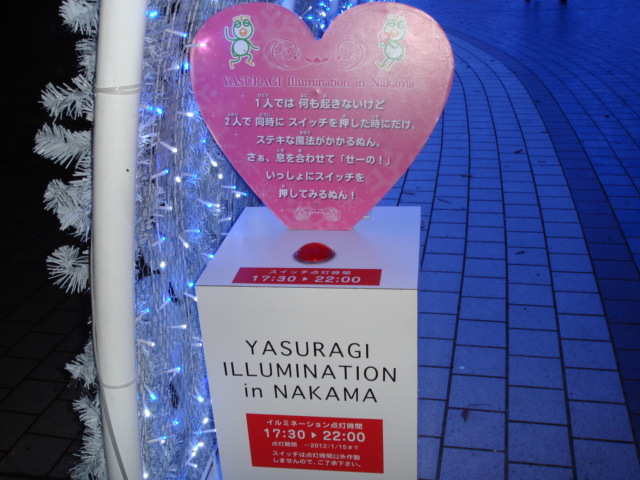 YASURAGI Illumination in Nakama
1人では 何も起きないけど
2人で 同時に スイッチを押した時にだけ、
ステキな魔法がかかるぬん。
さぁ、息を合わせて「せーの！」
いっしょにスイッチを
押してみるぬん！
スイッチ点灯時間
17:30▶22:00
YASURAGI
ILLUMINATION
in NAKAMA
イルミネーション点灯時間
17:30▶22:00
点灯期間 ～2012/1/15まで
スイッチは点灯時間以外作動
しませんので、ご了承下さい。